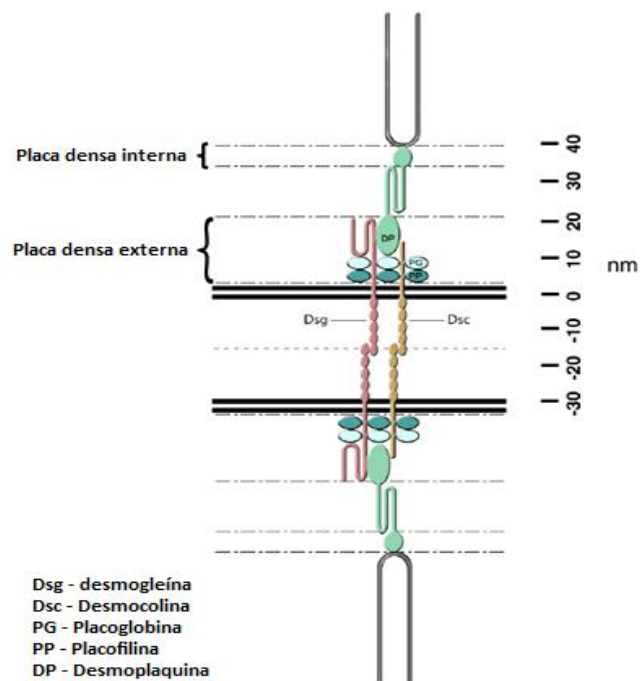 Placa densa interna
Placa densa externa
40
30
20
10
0
-10
-20
-30
nm
DP
PG
PP
Dsg
Dsc
Dsg - desmogleína
Dsc - Desmocolina
PG - Placoglobina
PP - Placofilina
DP - Desmoplaquina